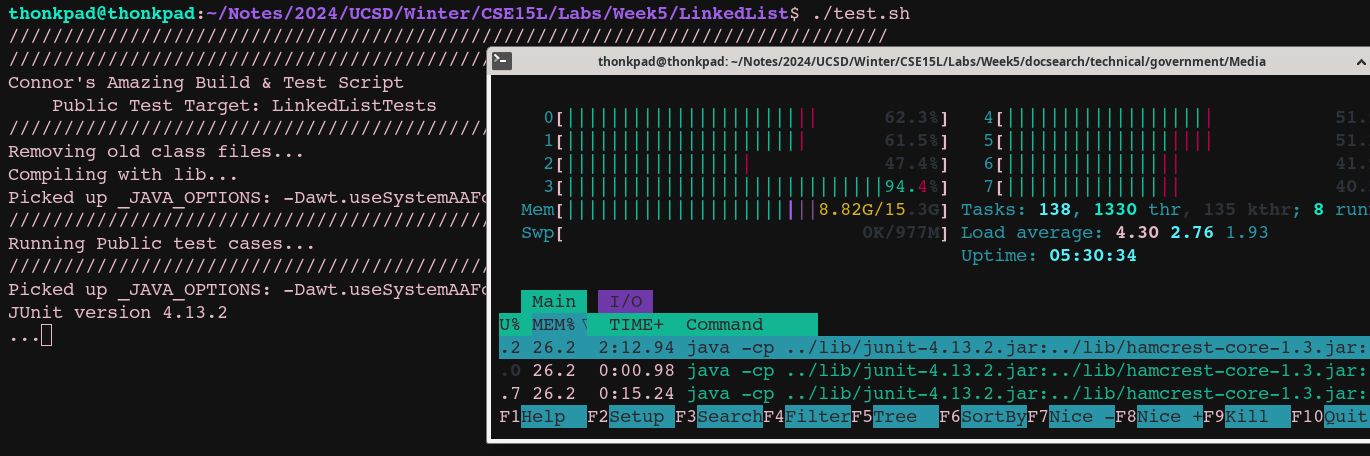 thonkpad@thonkpad:~/Notes/2024/UCSD/Winter/CSE15L/Labs/Week5/LinkedList$ ./test.sh
////////////////////////////////////////////////////////////////////////////////
////////////////////////////////////////////
Connor's Amazing Build & Test Script
Public Test Target: LinkedListTests
////////////////////////////////////////////
Removing old class files...
Compiling with lib...
Picked up _JAVA_OPTIONS: -Dawt.useSystemAAFo
////////////////////////////////////////////
Running Public test cases...
////////////////////////////////////////////
Picked up _JAVA_OPTIONS: -Dawt.useSystemAAFo
JUnit version 4.13.2
...
thonkpad@thonkpad: ~/Notes/2024/UCSD/Winter/CSE15L/Labs/Week5/docsearch/technical/government/Media
0[||||||||||||||||||||||| 62.3%] 4[||||||||||||||||||| 51.
1[|||||||||||||||||||||| 61.5%] 5[||||||||||||||||||| 51.
2[||||||||||||||||| 47.4%] 6[|||||||||||||||| 41.
3[|||||||||||||||||||||||||||||94.4%] 7[|||||||||||||||| 40.
Mem[|||||||||||||||||||||||8.82G/15.3G] Tasks: 138, 1330 thr, 135 kthr; 8 runn
Swp[ 0K/977M] Load average: 4.30 2.76 1.93
Uptime: 05:30:34
Main I/O
U% MEM%▽ TIME+ Command
.2 26.2 2:12.94 java -cp ../lib/junit-4.13.2.jar:../lib/hamcrest-core-1.3.jar:
.0 26.2 0:00.98 java -cp ../lib/junit-4.13.2.jar:../lib/hamcrest-core-1.3.jar:
.7 26.2 0:15.24 java -cp ../lib/junit-4.13.2.jar:../lib/hamcrest-core-1.3.jar:
F1Help F2Setup F3SearchF4FilterF5Tree F6SortByF7Nice -F8Nice +F9Kill F10Quit